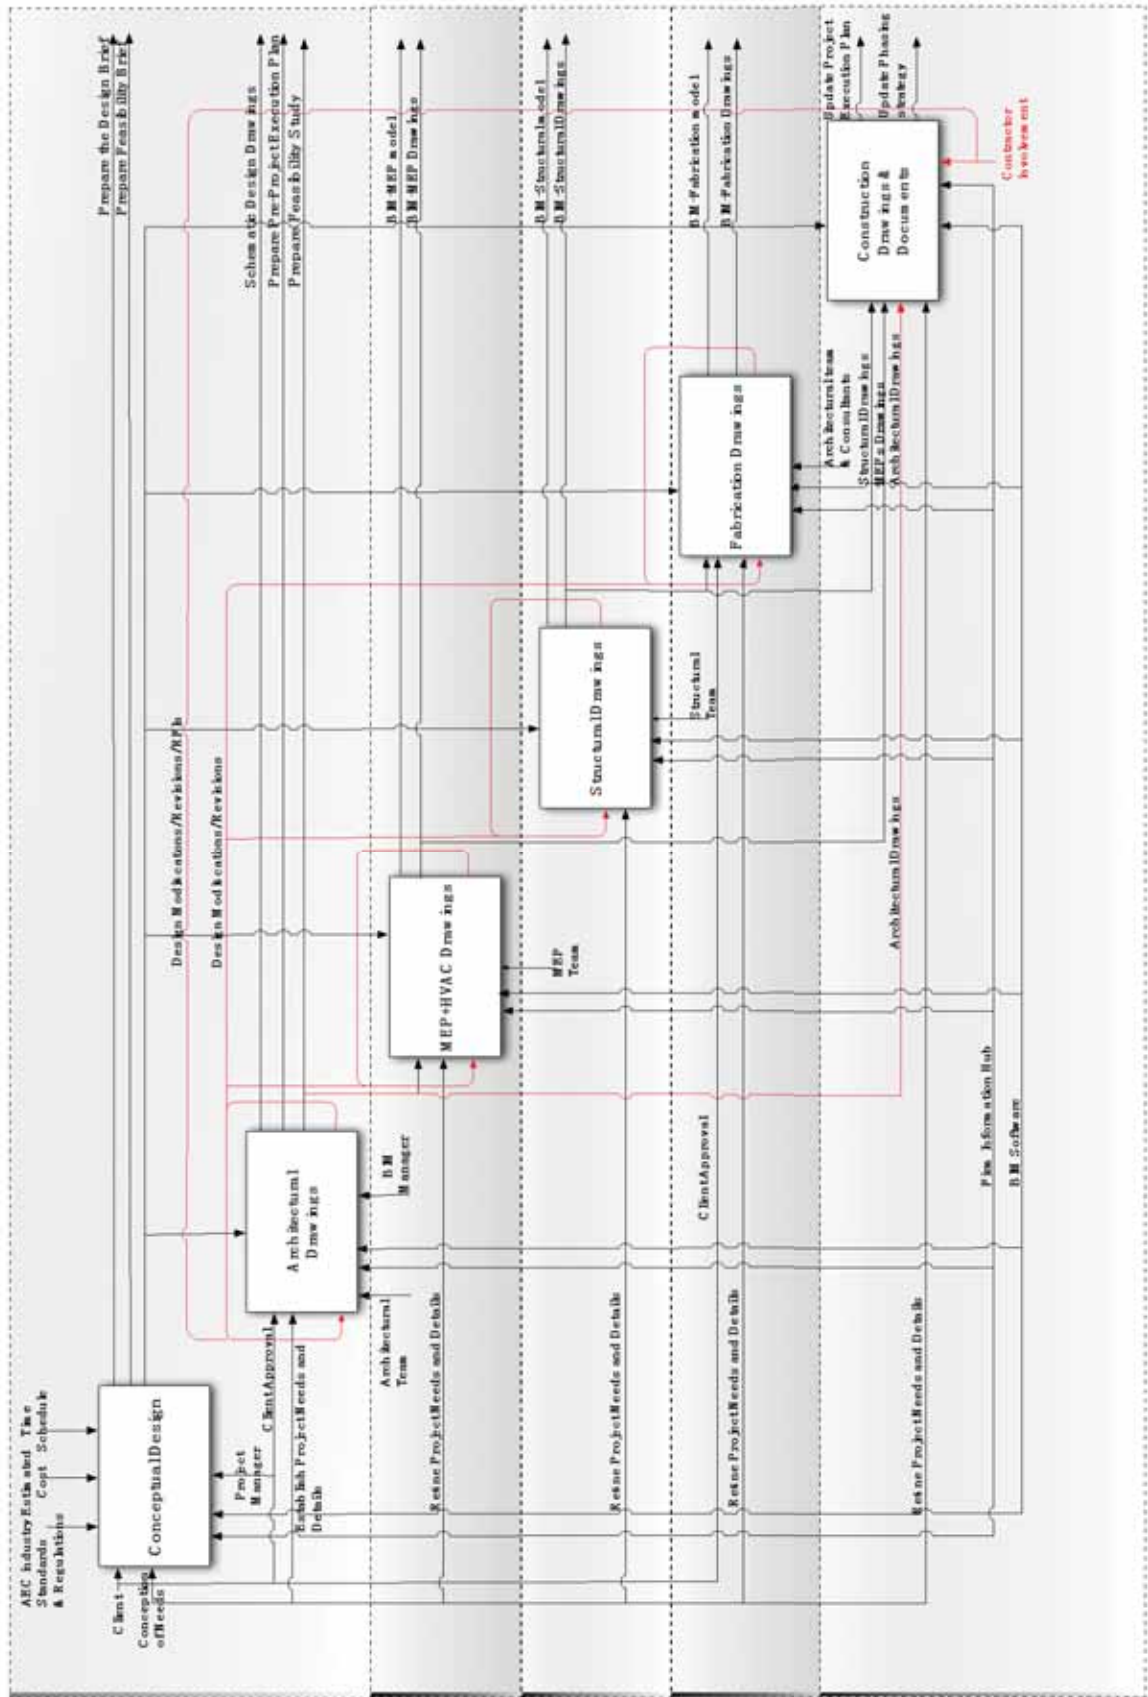 AEC Industry
Standards
& Regulations
Estimated
Cost
Time
Schedule
Client
Conception
of Needs
Conceptual Design
Project
Manager
Prepare the Design Brief
Prepare Feasibility Brief
Client Approval
Establish Project Needs and
Details
Architectural
Drawings
Architectural
Team
BIM
Manager
Schematic Design Drawings
Prepare Pre-Project Execution Plan
Prepare Feasibility Study
Design Modifications/Revisions/RFIs
Design Modifications/Revisions
Refine Project Needs and Details
MEP+HVAC Drawings
MEP
Team
BIM-MEP model
BIM-MEP Drawings
Refine Project Needs and Details
Structural Drawings
Structural
Team
BIM-Structural model
BIM-Structural Drawings
Client Approval
Refine Project Needs and Details
Fabrication Drawings
Architectural team
& Consultants
BIM-Fabrication model
BIM-Fabrication Drawings
Structural Drawings
MEPs Drawings
Architectural Drawings
Architectural Drawings
Refine Project Needs and Details
Construction
Drawings &
Documents
Update Project
Execution Plan
Update Phasing
strategy
Contractor
Involvement
Firm Information Hub
BIM Software